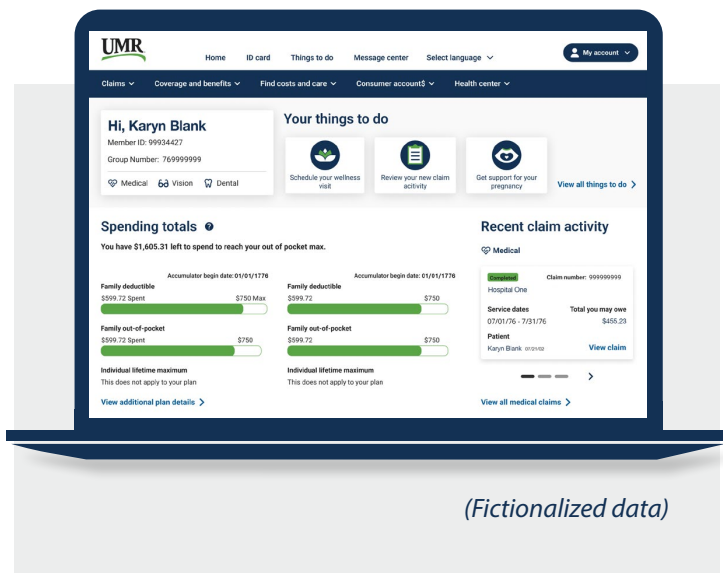 UMR
Home ID card Things to do Message center Select language My account
Claims Coverage and benefits Find costs and care Consumer account$ Health center
Hi, Karyn Blank
Member ID: 99934427
Group Number: 769999999
Medical Vision Dental
Your things to do
Schedule your wellness
visit
Review your new claim
acitivity
Get support for your
pregnancy
View all things to do
Spending totals ?
You have $1,605.31 left to spend to reach your out of pocket max.
Accumulator begin date: 01/01/1776
Family deductible
$599.72 Spent $750 Max
Family out-of-pocket
$599.72 Spent $750
Individual lifetime maximum
This does not apply to your plan
View additional plan details
Accumulator begin date: 01/01/1776
Family deductible
$599.72 $750
Family out-of-pocket
$599.72 $750
Individual lifetime maximum
This does not apply to your plan
Recent claim activity
Medical
Completed Claim number: 999999999
Hospital One
Service dates Total you may owe
07/01/76 - 7/31/76 $455.23
Patient
Karyn Blank 07/21/02 View claim
View all medical claims
(Fictionalized data)